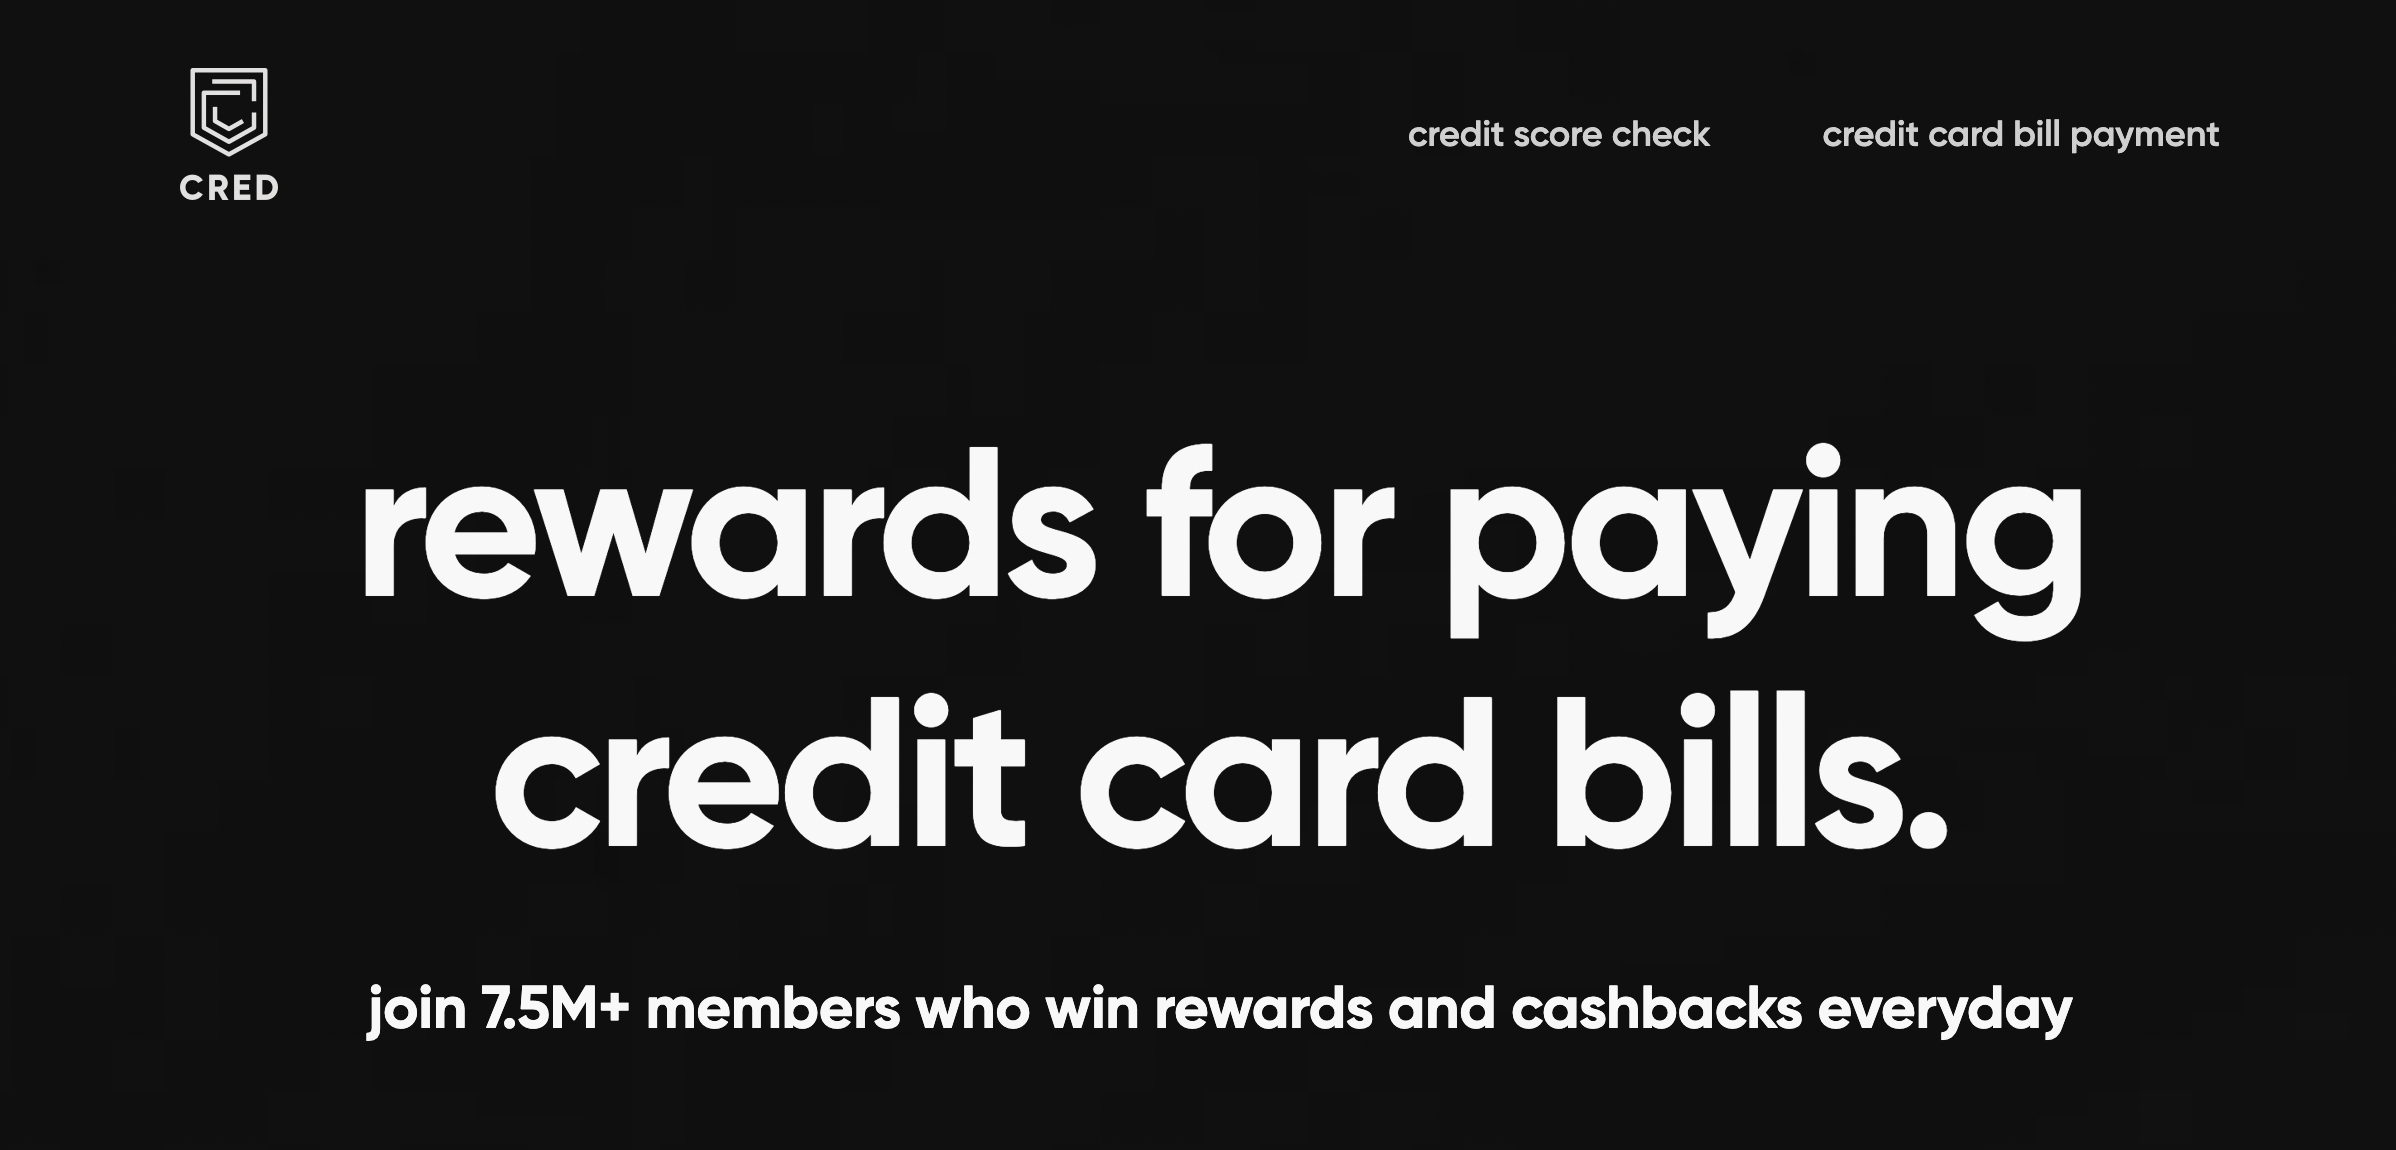 CRED
credit score check
credit card bill payment
rewards for paying
credit card bills.
join 7.5M+ members who win rewards and cashbacks everyday